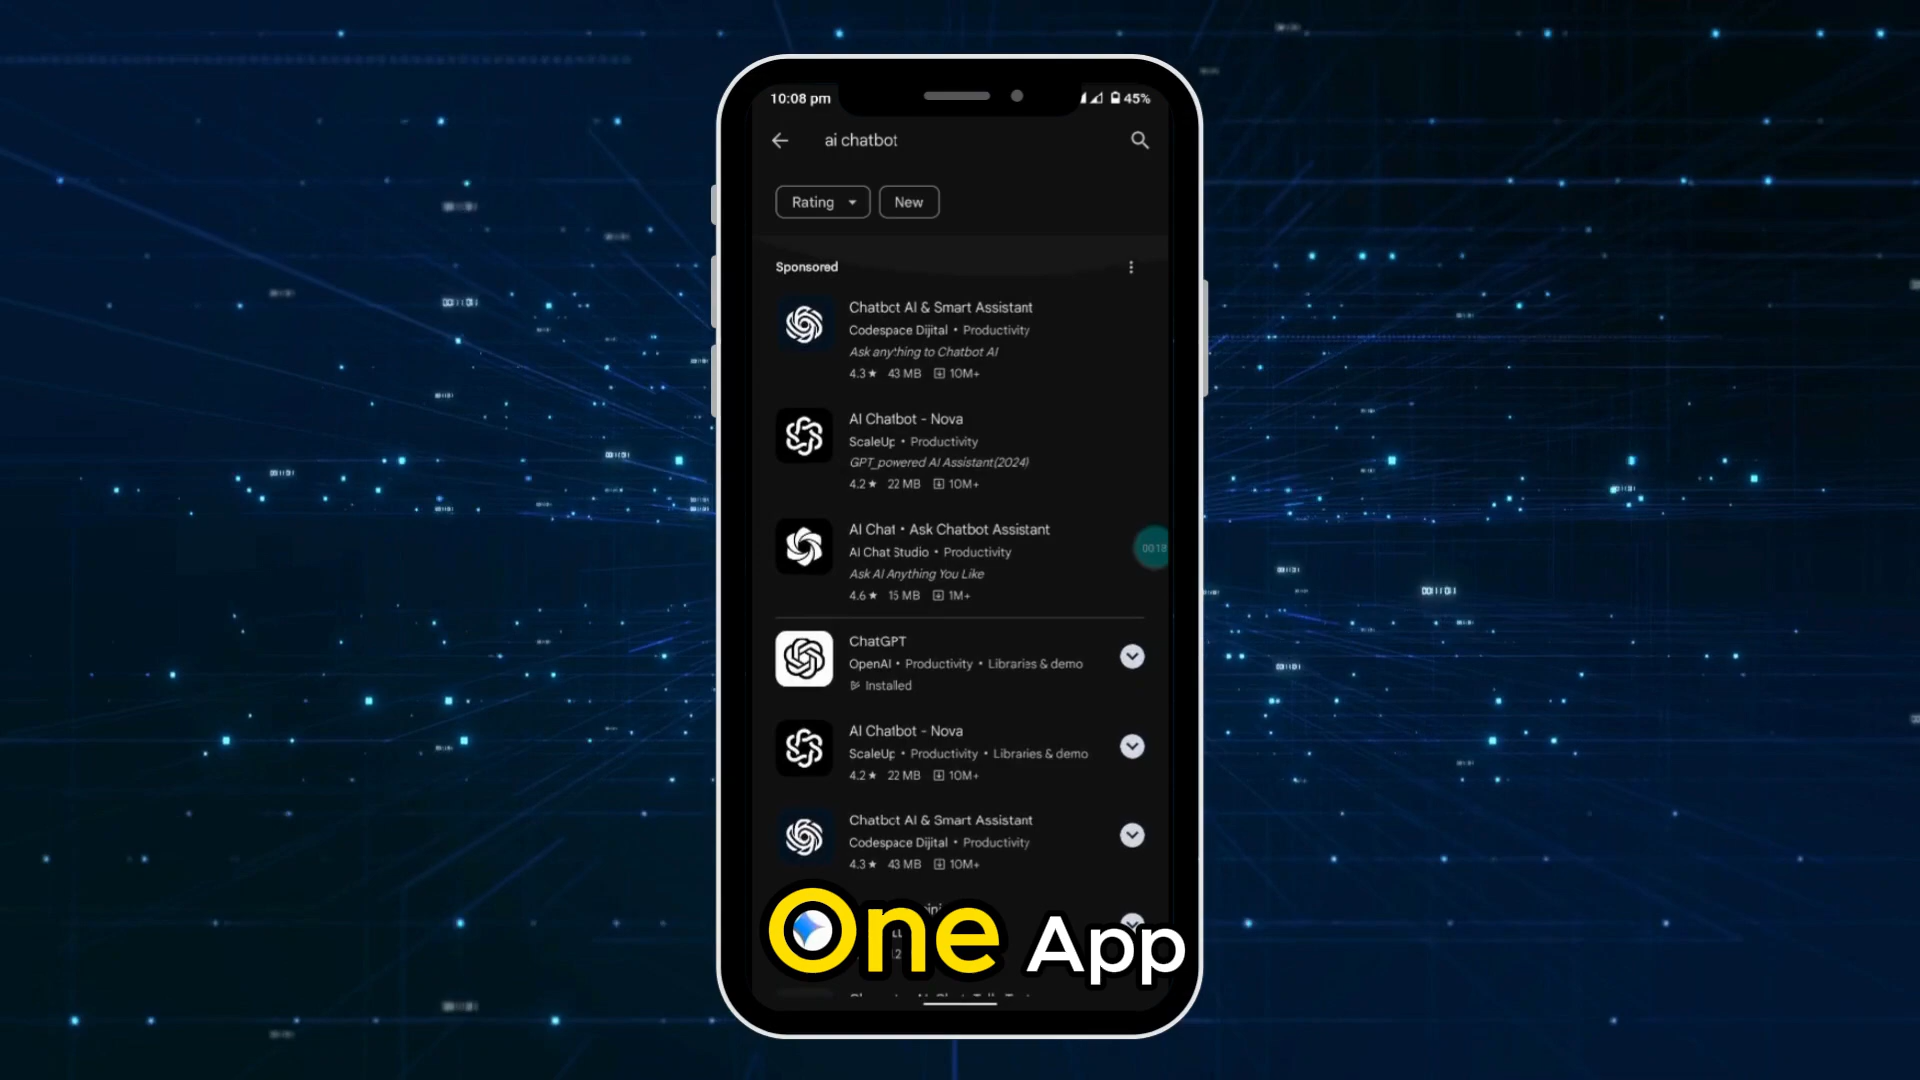 10:08 pm 45%
ai chatbot
Rating New
Sponsored
Chatbot AI & Smart Assistant
Codespace Dijital • Productivity
Ask anything to Chatbot AI
4.3★ 43 MB 10M+
AI Chatbot - Nova
ScaleUp • Productivity
GPT_powered AI Assistant(2024)
4.2★ 22 MB 10M+
AI Chat • Ask Chatbot Assistant
AI Chat Studio • Productivity
Ask AI Anything You Like
4.6★ 15 MB 1M+
00:13
ChatGPT
OpenAI • Productivity • Libraries & demo
Installed
AI Chatbot - Nova
ScaleUp • Productivity • Libraries & demo
4.2★ 22 MB 10M+
Chatbot AI & Smart Assistant
Codespace Dijital • Productivity
4.3★ 43 MB 10M+
One App